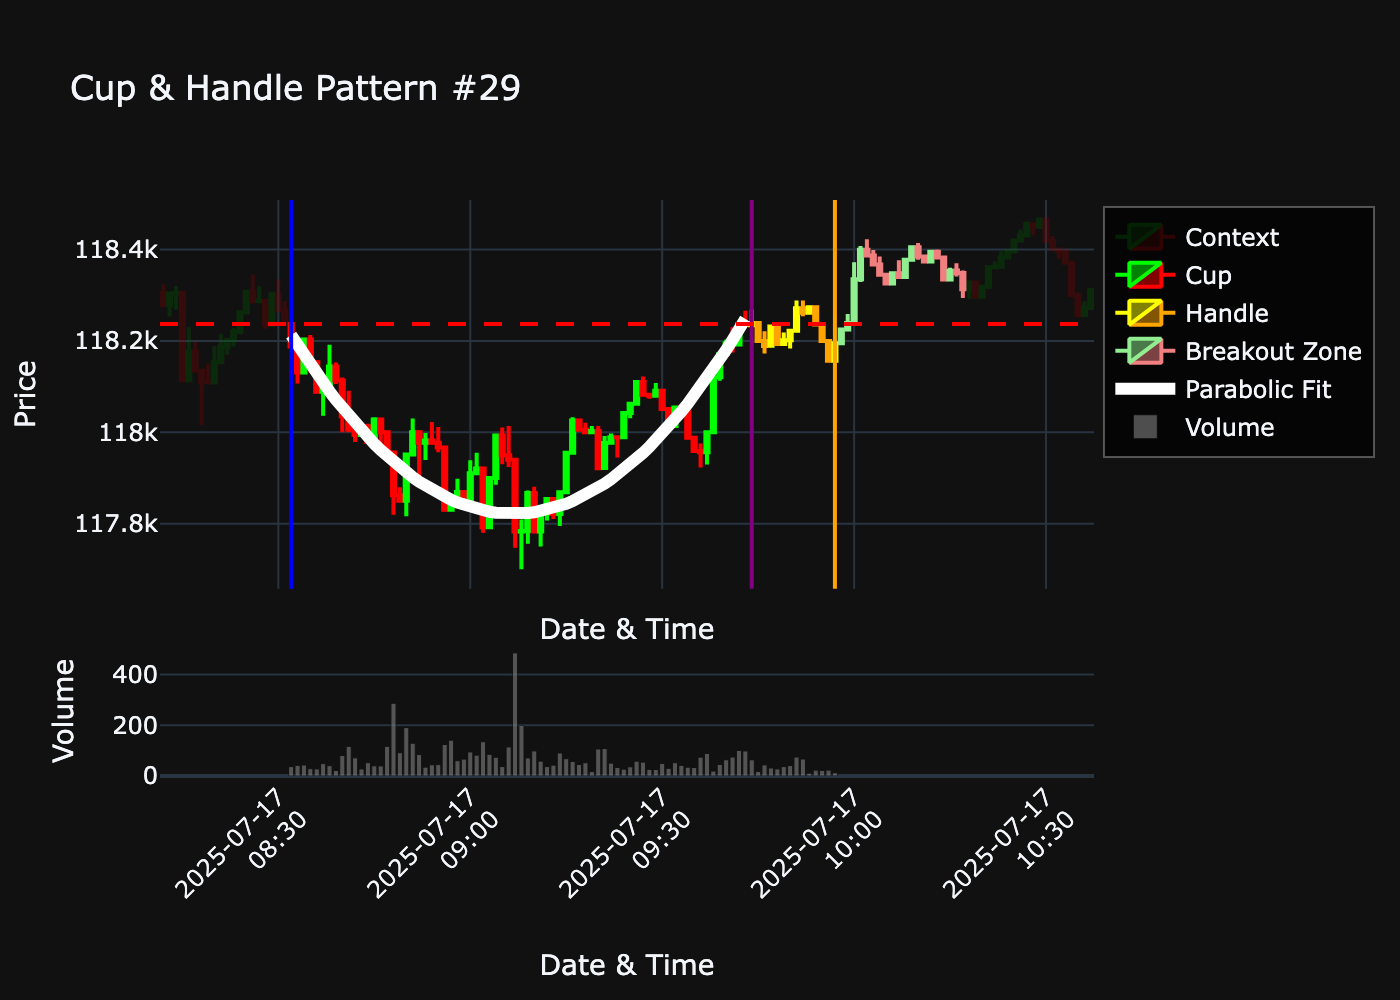 Cup & Handle Pattern #29
118.4k
118.2k
118k
117.8k
Price
Date & Time
Context
Cup
Handle
Breakout Zone
Parabolic Fit
Volume
400
200
0
Volume
2025-07-17
08:30
2025-07-17
09:00
2025-07-17
09:30
2025-07-17
10:00
2025-07-17
10:30
Date & Time